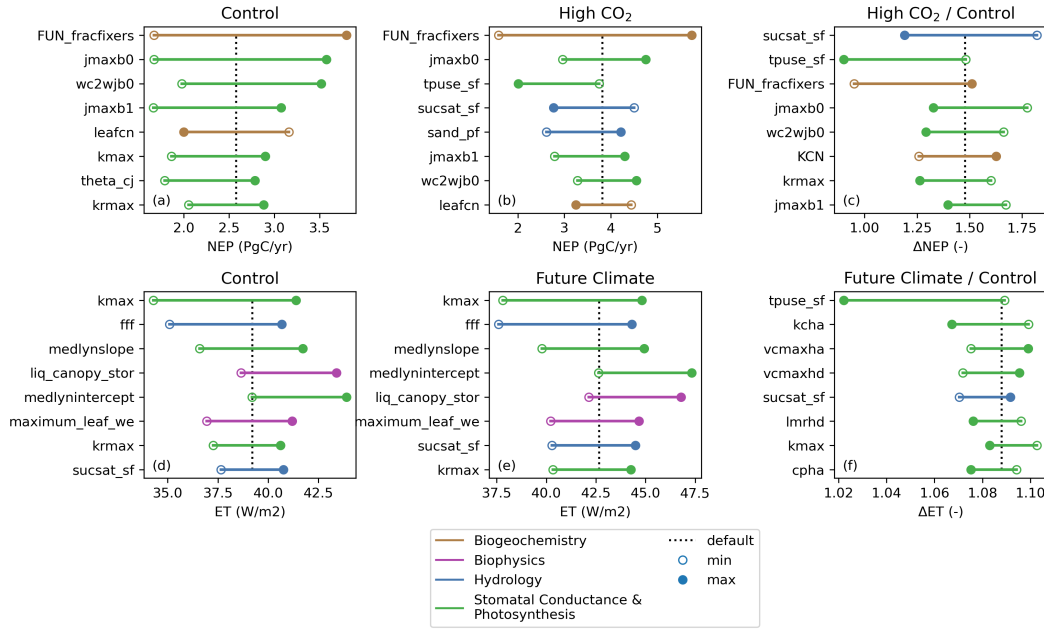 Control
FUN_fracfixers
jmaxb0
wc2wjb0
jmaxb1
leafcn
kmax
theta_cj
krmax
(a)
2.0 3.0 3.5
NEP (PgC/yr)
High CO₂
FUN_fracfixers
jmaxb0
tpuse_sf
sucsat_sf
sand_pf
jmaxb1
wc2wjb0
leafcn
(b)
2 3 4 5
NEP (PgC/yr)
High CO₂ / Control
sucsat_sf
tpuse_sf
FUN_fracfixers
jmaxb0
wc2wjb0
KCN
krmax
jmaxb1
(c)
1.00 1.25 1.50 1.75
ΔNEP (-)
Control
kmax
fff
medlynslope
liq_canopy_stor
medlynintercept
maximum_leaf_we
krmax
sucsat_sf
(d)
35.0 37.5 40.0 42.5
ET (W/m2)
Future Climate
kmax
fff
medlynslope
medlynintercept
liq_canopy_stor
maximum_leaf_we
sucsat_sf
krmax
(e)
37.5 40.0 42.5 45.0 47.5
ET (W/m2)
Future Climate / Control
tpuse_sf
kcha
vcmaxha
vcmaxhd
sucsat_sf
lmrhd
kmax
cpha
(f)
1.02 1.04 1.06 1.08 1.10
ΔET (-)
Biogeochemistry
Biophysics
Hydrology
Stomatal Conductance &
Photosynthesis
default
min
max